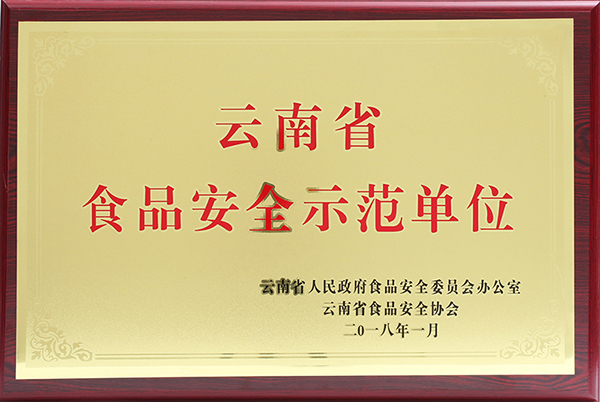 云南省
食品安全示范单位
云南省人民政府食品安全委员会办公室
云南省食品安全协会
二0一八年一月